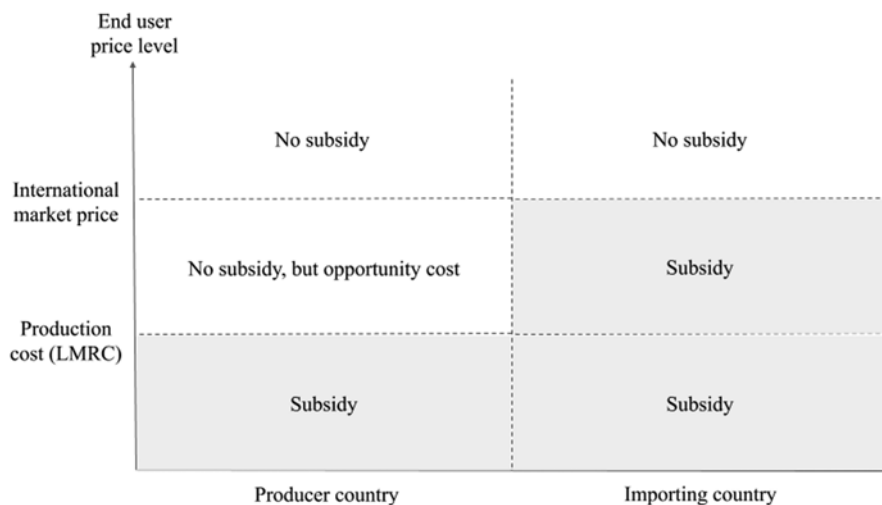 End user
price level
No subsidy
No subsidy
International
market price
No subsidy, but opportunity cost
Subsidy
Production
cost (LMRC)
Subsidy
Subsidy
Producer country
Importing country